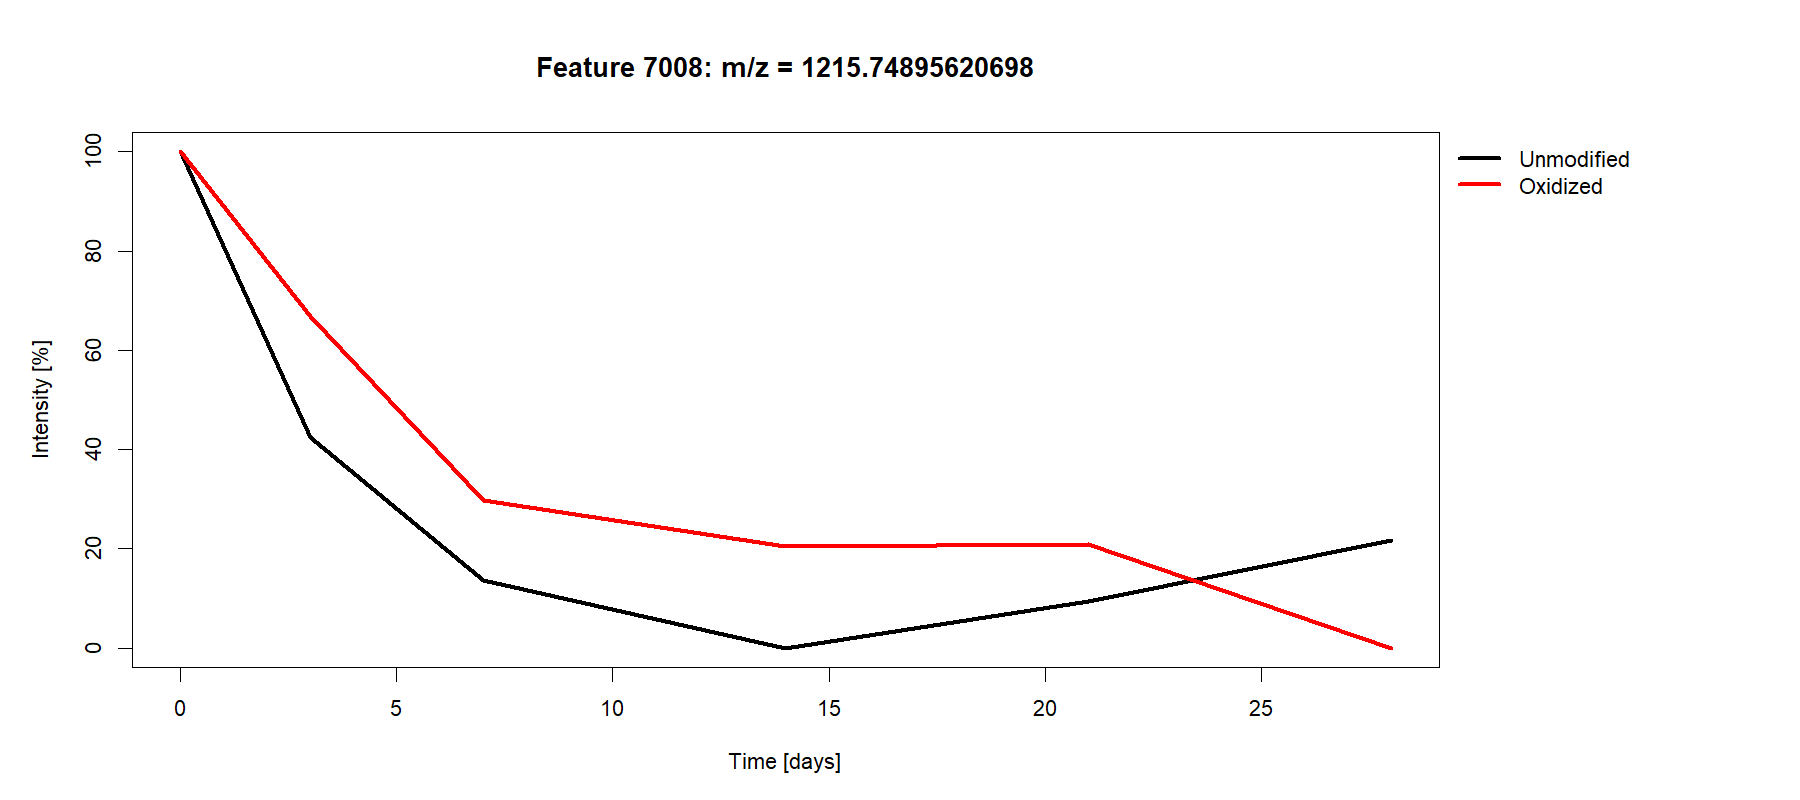 Feature 7008: m/z = 1215.74895620698
Unmodified
Oxidized
Intensity [%]
100
80
60
40
20
0
0 5 10 15 20 25
Time [days]